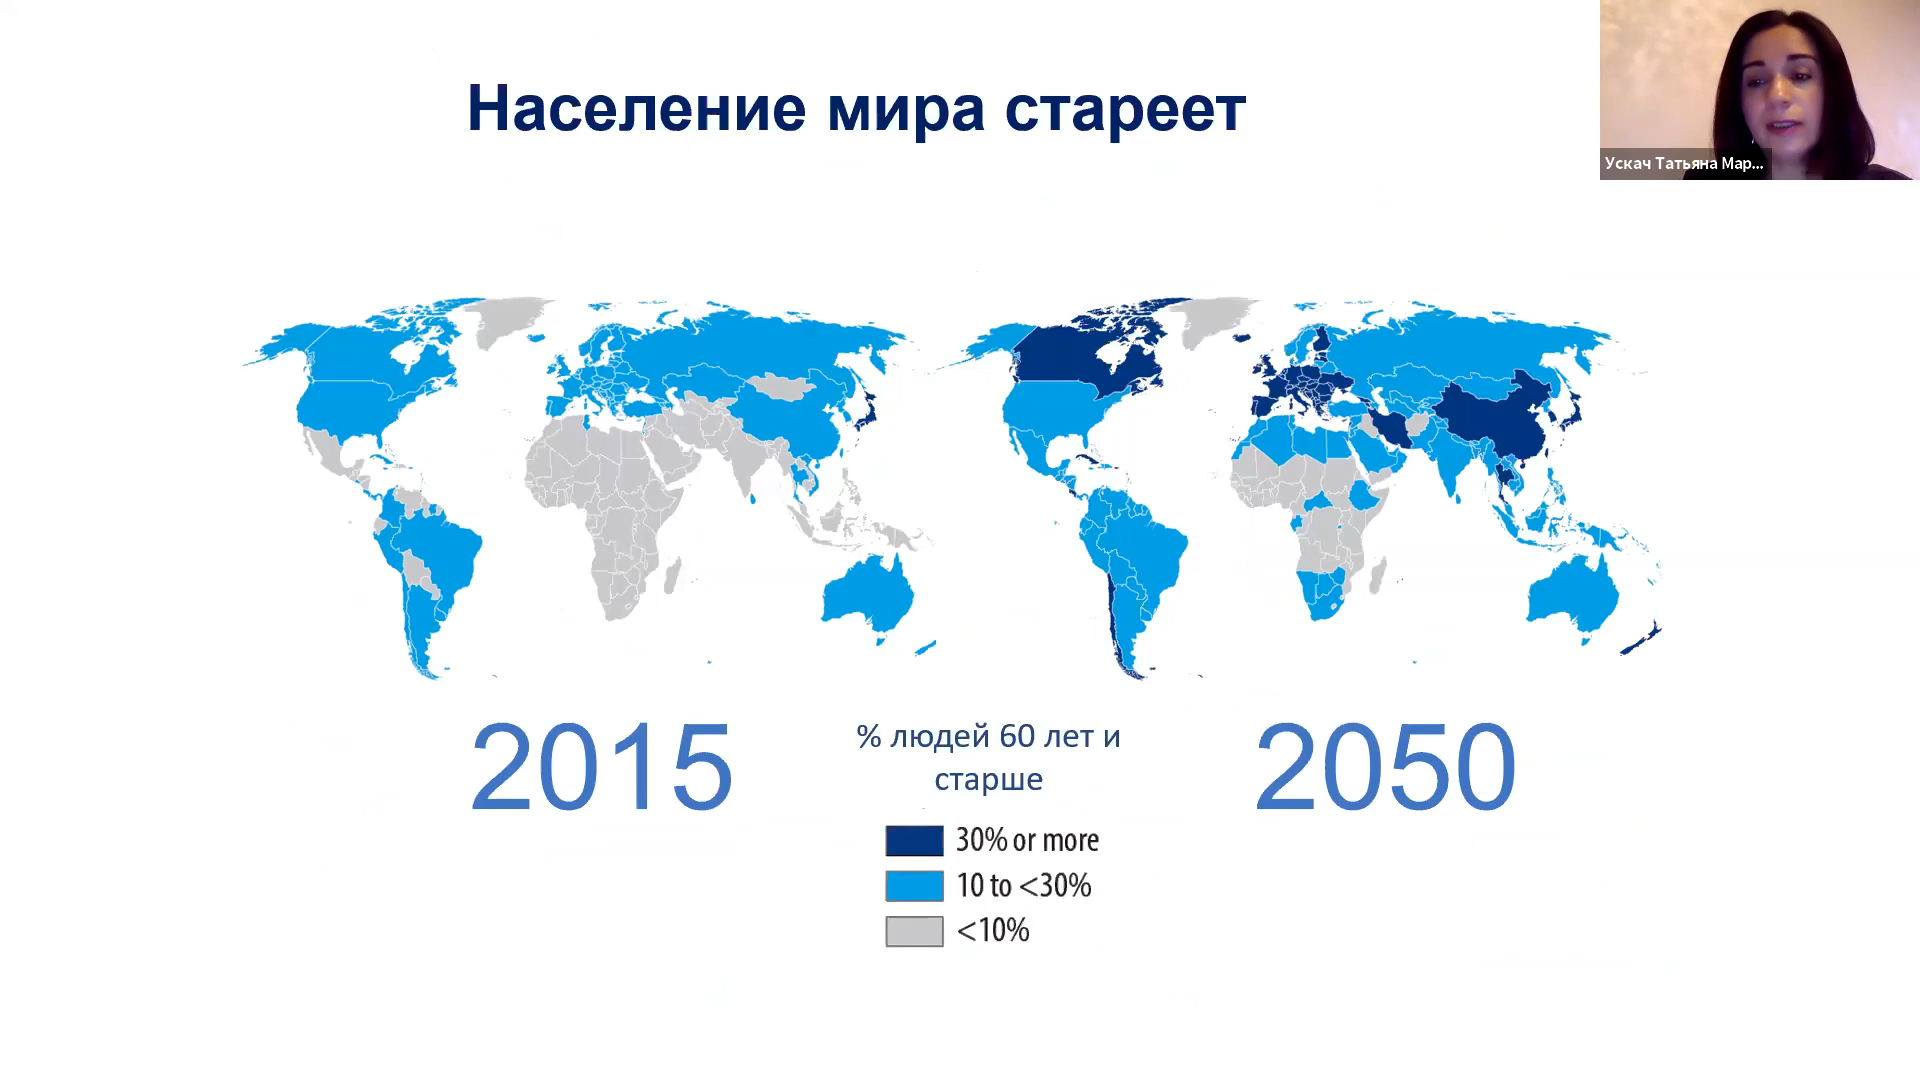 Население мира стареет
Ускач Татьяна Мар...
2015
% людей 60 лет и
старше
2050
30% or more
10 to <30%
<10%